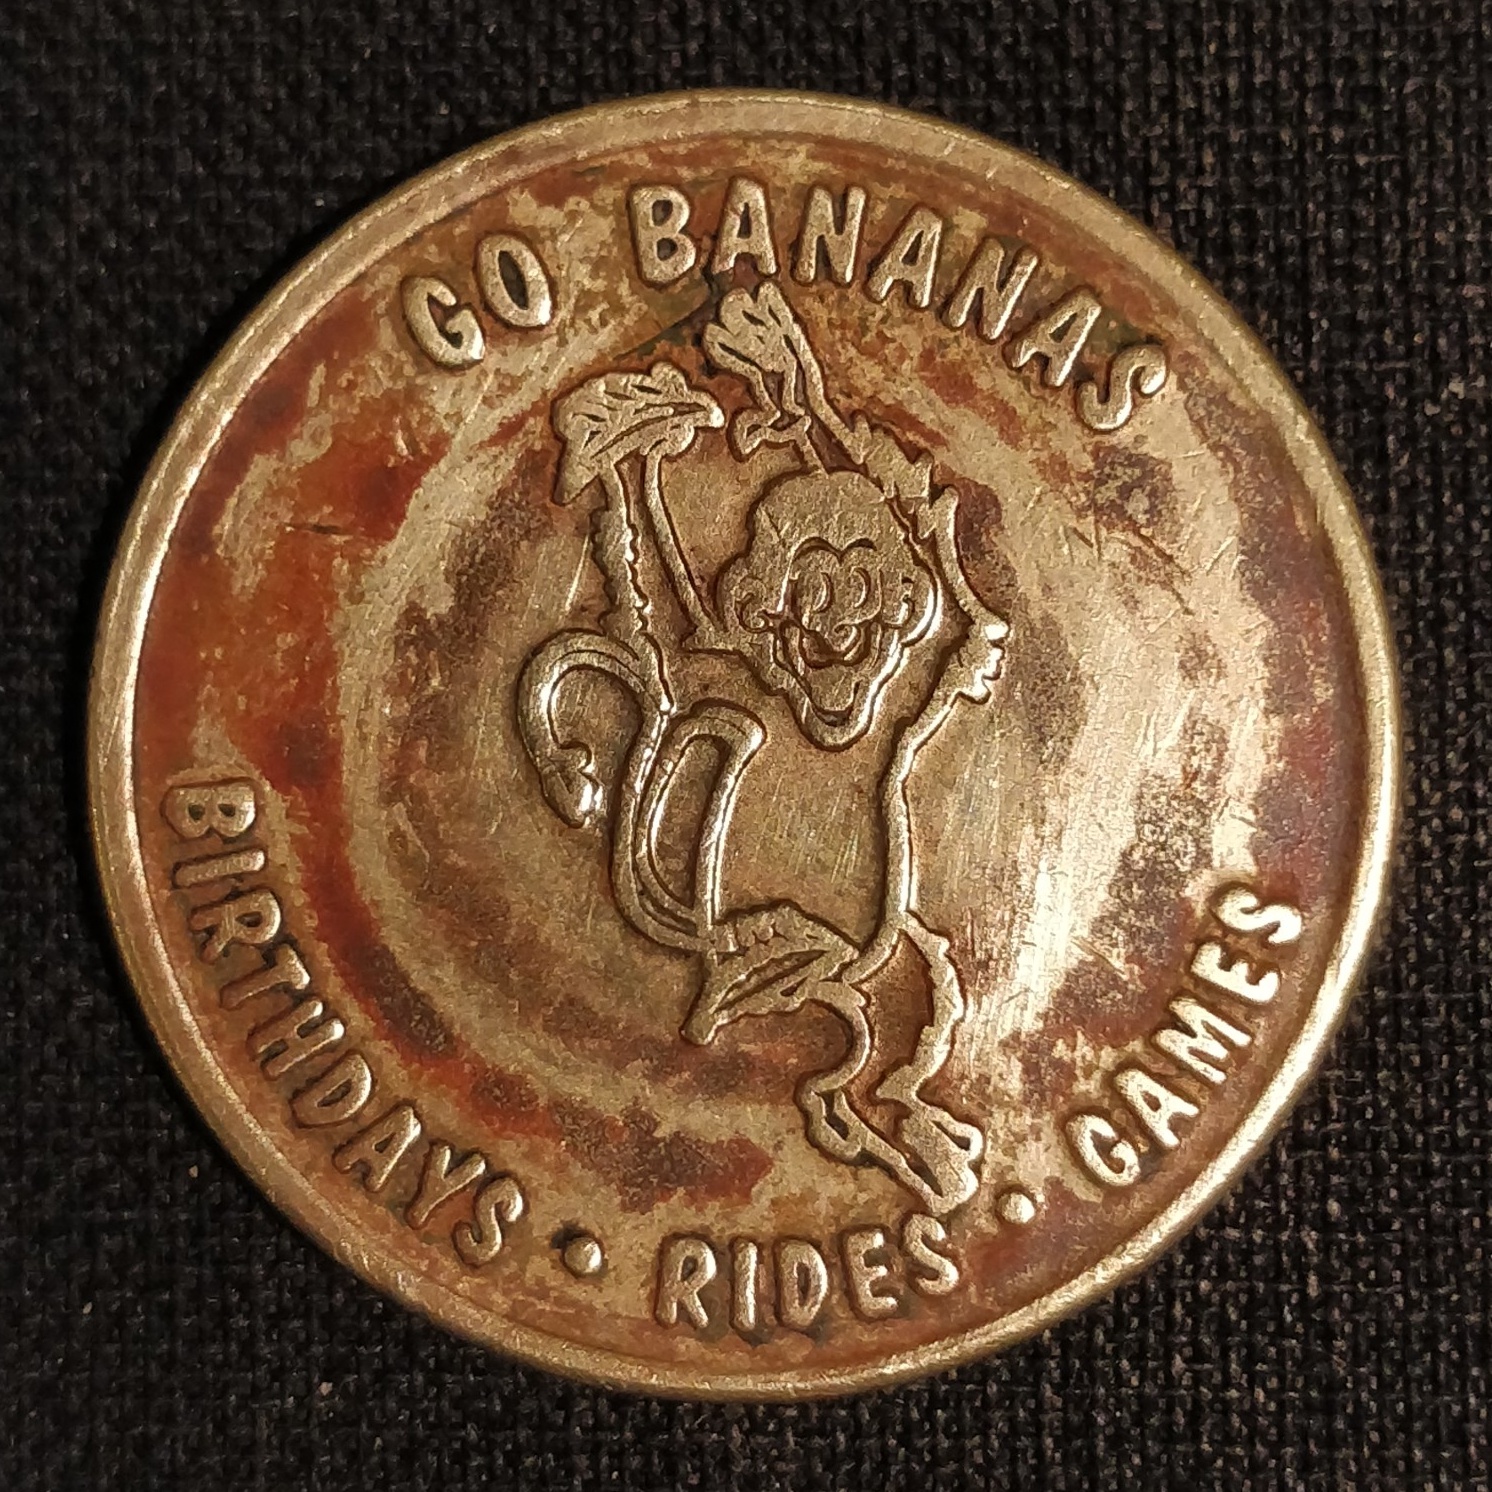 GO BANANAS
BIRTHDAYS • RIDES • GAMES